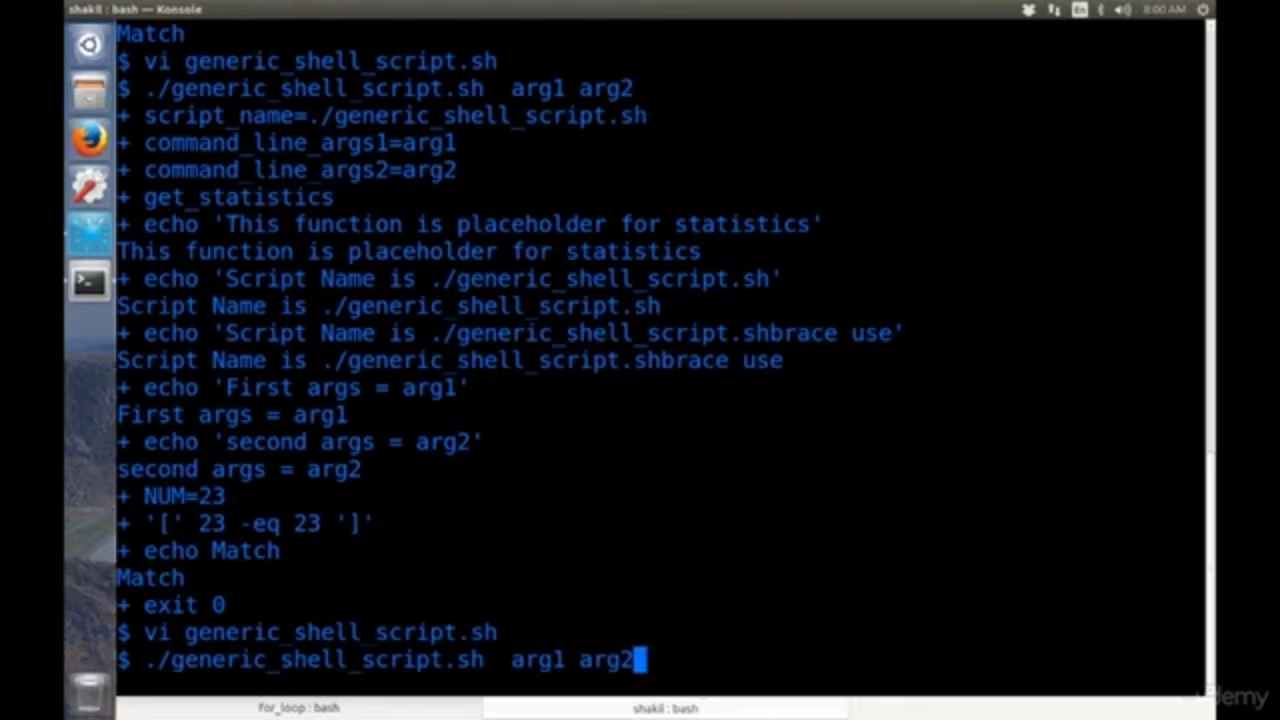 shakil : bash — Konsole
En
8:00 AM
Match
$ vi generic_shell_script.sh
$ ./generic_shell_script.sh  arg1 arg2
+ script_name=./generic_shell_script.sh
+ command_line_args1=arg1
+ command_line_args2=arg2
+ get_statistics
+ echo 'This function is placeholder for statistics'
This function is placeholder for statistics
+ echo 'Script Name is ./generic_shell_script.sh'
Script Name is ./generic_shell_script.sh
+ echo 'Script Name is ./generic_shell_script.shbrace use'
Script Name is ./generic_shell_script.shbrace use
+ echo 'First args = arg1'
First args = arg1
+ echo 'second args = arg2'
second args = arg2
+ NUM=23
+ '[' 23 -eq 23 ']'
+ echo Match
Match
+ exit 0
$ vi generic_shell_script.sh
$ ./generic_shell_script.sh  arg1 arg2
for_loop : bash
shakil : bash